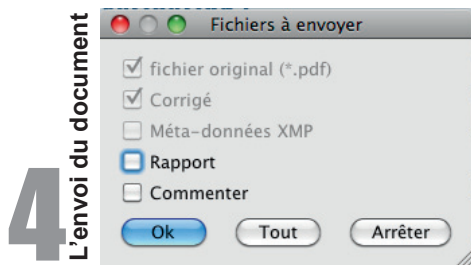 4
L'envoi du document
Fichiers à envoyer
fichier original (*.pdf)
Corrigé
Méta-données XMP
Rapport
Commenter
Ok
Tout
Arrêter